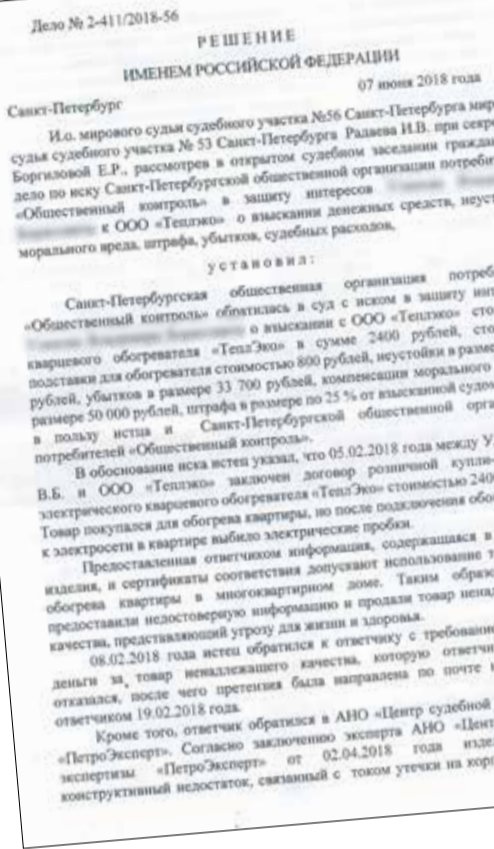 Дело № 2-411/2018-56
РЕШЕНИЕ
ИМЕНЕМ РОССИЙСКОЙ ФЕДЕРАЦИИ
07 июня 2018 года
Санкт-Петербург
И.о. мирового судьи судебного участка №56 Санкт-Петербурга мир
судья судебного участка № 53 Санкт-Петербурга Радаева И.В. при секре
Боргиловой Е.Р., рассмотрев в открытом судебном заседании граждан
дело по иску Санкт-Петербургской общественной организации потребит
«Общественный контроль» в защиту интересов
к ООО «Теплэко» о взыскании денежных средств, неуст
морального вреда, штрафа, убытков, судебных расходов,
установил:
Санкт-Петербургская общественная организация потреб
«Общественный контроль» обратилась в суд с иском в защиту инт
о взыскании с ООО «Теплэко» сто
кварцевого обогревателя «ТеплЭко» в сумме 2400 рублей, сто
подставки для обогревателя стоимостью 800 рублей, неустойки в разме
рублей, убытков в размере 33 700 рублей, компенсации морального
размере 50 000 рублей, штрафа в размере по 25 % от взысканной судом
в пользу истца и Санкт-Петербургской общественной орга
потребителей «Общественный контроль».
В обоснование иска истец указал, что 05.02.2018 года между У
В.Б. и ООО «Теплэко» заключен договор розничной купли-
электрического кварцевого обогревателя «ТеплЭко» стоимостью 240
Товар покупался для обогрева квартиры, но после подключения обо
к электросети в квартире выбило электрические пробки.
Предоставленная ответчиком информация, содержащаяся в
изделия, и сертификаты соответствия допускают использование т
обогрева квартиры в многоквартирном доме. Таким образо
предоставили недостоверную информацию и продали товар ненад
качества, представляющий угрозу для жизни и здоровья.
08.02.2018 года истец обратился к ответчику с требование
деньги за товар ненадлежащего качества, которую ответчи
отказался, после чего претензия была направлена по почте
ответчиком 19.02.2018 года.
Кроме того, ответчик обратился в АНО «Центр судебной
«ПетроЭксперт». Согласно заключению эксперта АНО «Цент
экспертизы «ПетроЭксперт» от 02.04.2018 года изде
конструктивный недостаток, связанный с током утечки на корп